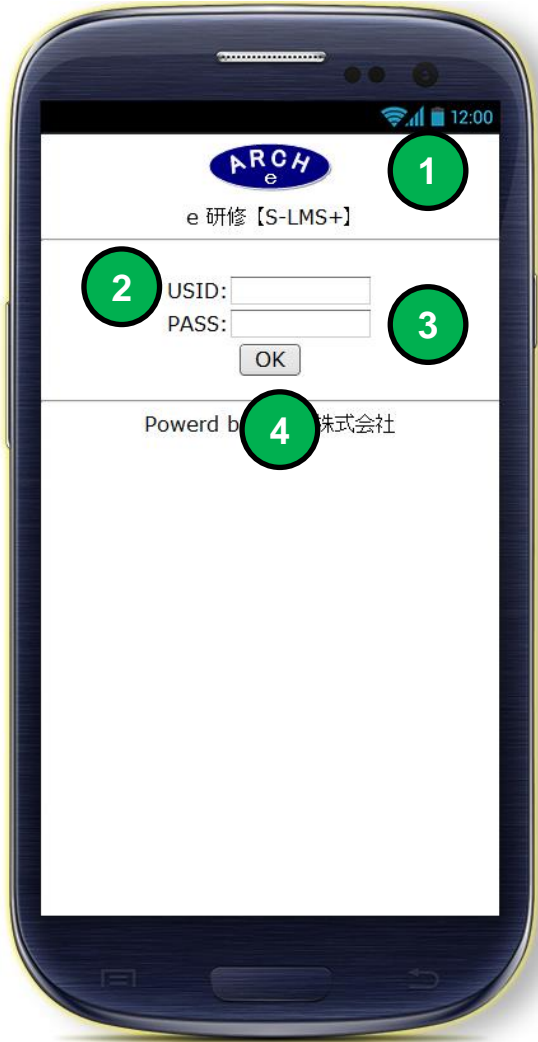 12:00
1
ARCH
e
e 研修【S-LMS+】
2
USID:
PASS:
3
OK
Powerd 4 株式会社